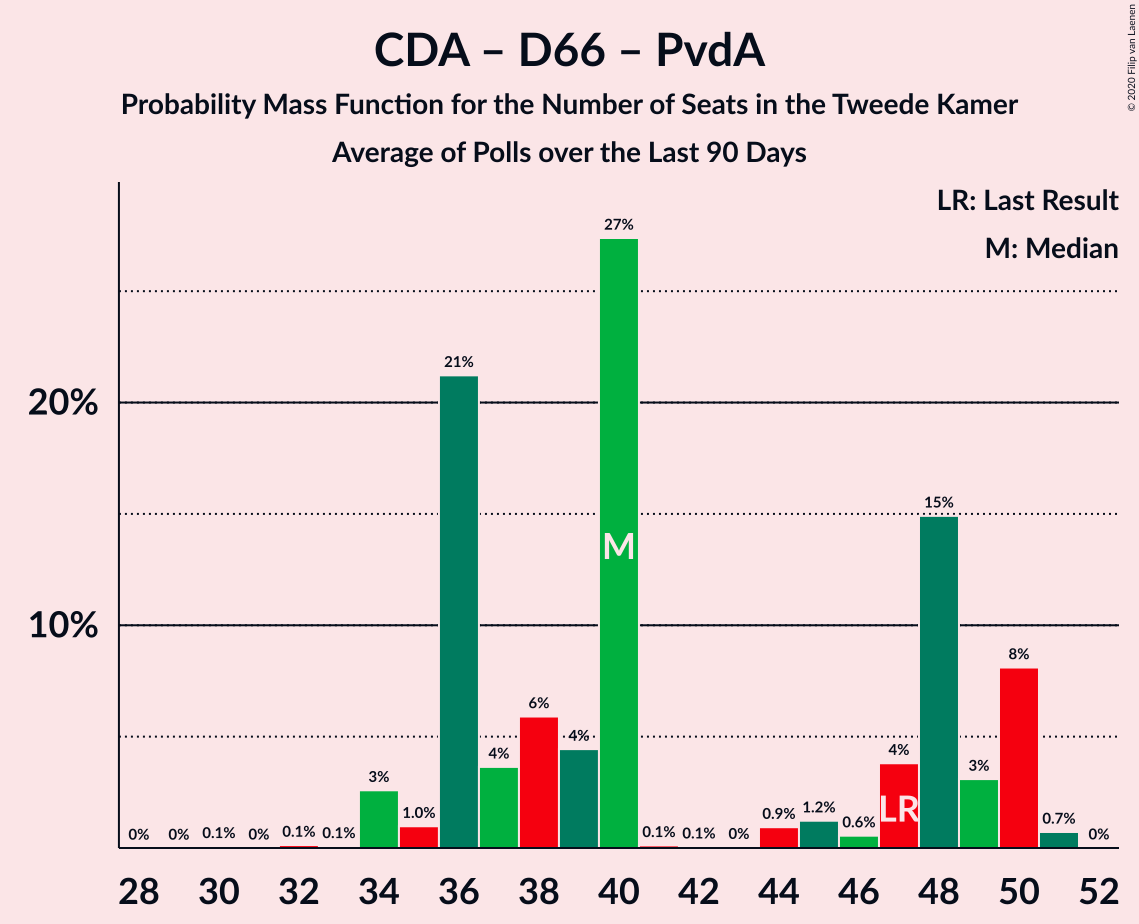 CDA – D66 – PvdA
Probability Mass Function for the Number of Seats in the Tweede Kamer
Average of Polls over the Last 90 Days
© 2020 Filip van Laenen
LR: Last Result
M: Median
27%
21%
20%
15%
M
10%
8%
6%
4%
4%
4%
3%
3%
LR
0% 0% 0.1% 0% 0.1% 0.1% 1.0% 0.1% 0.1% 0% 0.9% 1.2% 0.6% 0.7% 0%
28 30 32 34 36 38 40 42 44 46 48 50 52